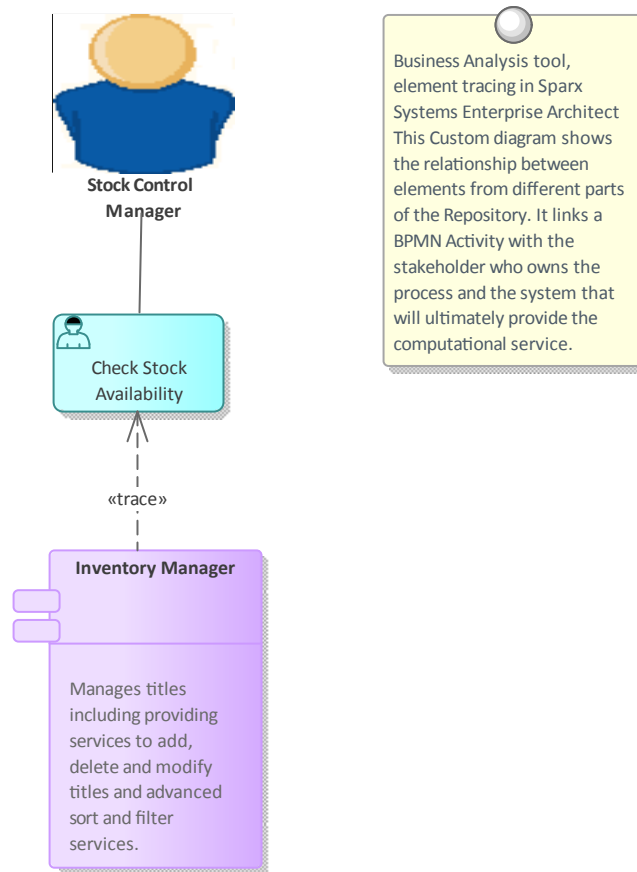 Stock Control
Manager
Check Stock
Availability
«trace»
Inventory Manager
Manages titles
including providing
services to add,
delete and modify
titles and advanced
sort and filter
services.
Business Analysis tool,
element tracing in Sparx
Systems Enterprise Architect
This Custom diagram shows
the relationship between
elements from different parts
of the Repository. It links a
BPMN Activity with the
stakeholder who owns the
process and the system that
will ultimately provide the
computational service.